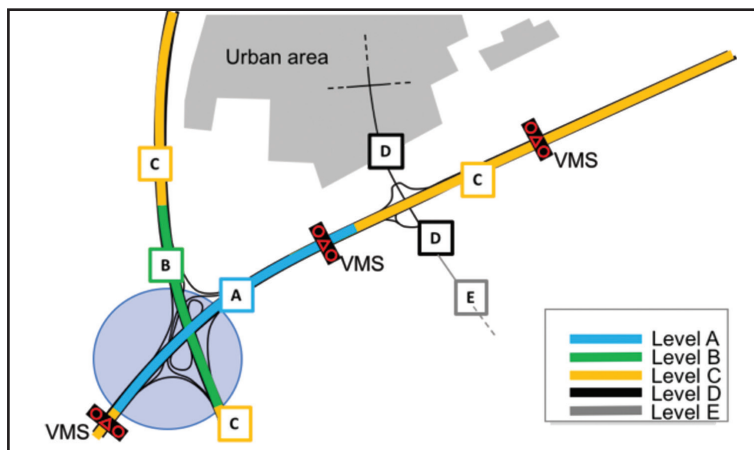 Urban area
D
C
C
VMS
D
VMS
B
A
E
Level A
Level B
Level C
Level D
Level E
VMS
C